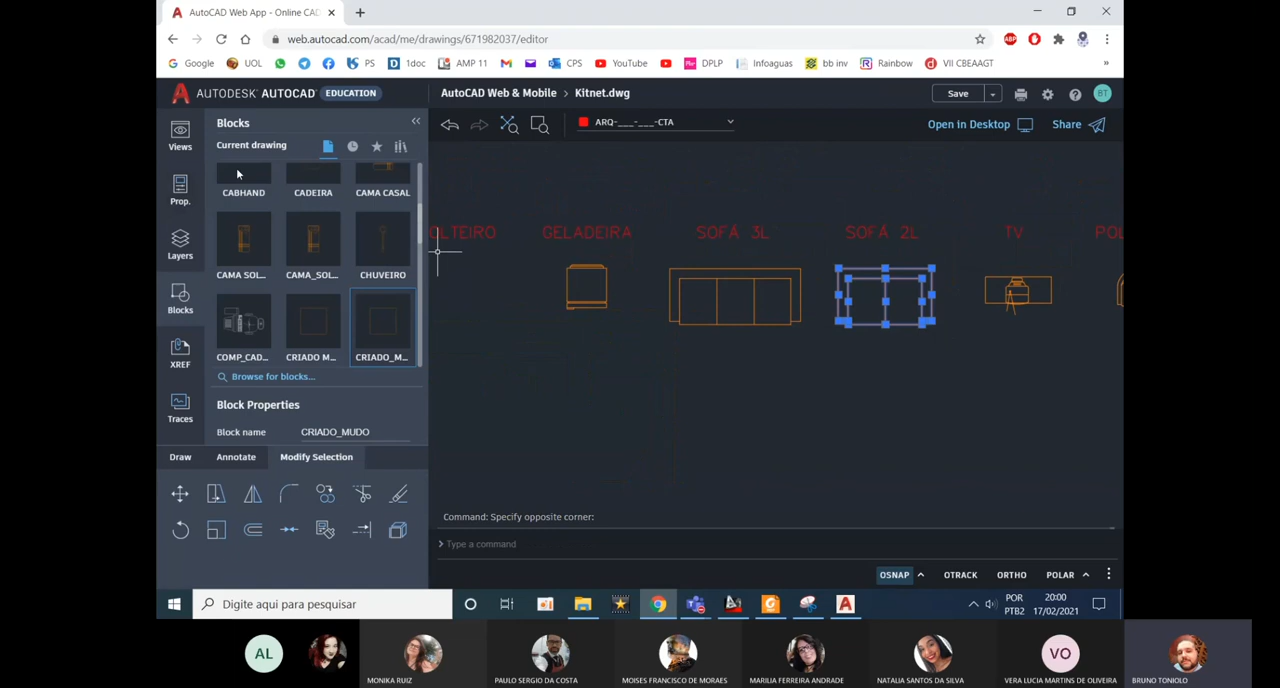 AutoCAD Web App - Online CAD
web.autocad.com/acad/me/drawings/671982037/editor
Google UOL PS 1doc AMP 11 CPS YouTube DPLP Infoaguas bb inv Rainbow VII CBEAAGT
AUTODESK® AUTOCAD EDUCATION AutoCAD Web & Mobile > Kitnet.dwg Save BT
Blocks ARQ-___-___-CTA Open in Desktop Share
Current drawing
Views
CABHAND CADEIRA CAMA CASAL
Prop.
OLTEIRO GELADEIRA SOFÁ 3L SOFÁ 2L TV POL
Layers
CAMA SOL... CAMA_SOL... CHUVEIRO
Blocks
COMP_CAD... CRIADO M... CRIADO_M...
XREF
Browse for blocks...
Block Properties
Traces
Block name CRIADO_MUDO
Draw Annotate Modify Selection
Command: Specify opposite corner:
Type a command
OSNAP OTRACK ORTHO POLAR
Digite aqui para pesquisar
POR 20:00
PTB2 17/02/2021
AL VO
MONIKA RUIZ PAULO SERGIO DA COSTA MOISES FRANCISCO DE MORAES MARILIA FERREIRA ANDRADE NATALIA SANTOS DA SILVA VERA LUCIA MARTINS DE OLIVEIRA BRUNO TONIOLO